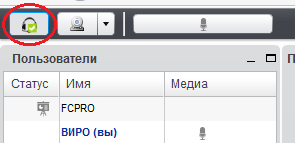 Пользователи П
Статус Имя Медиа
FCPRO
ВИРО (вы)